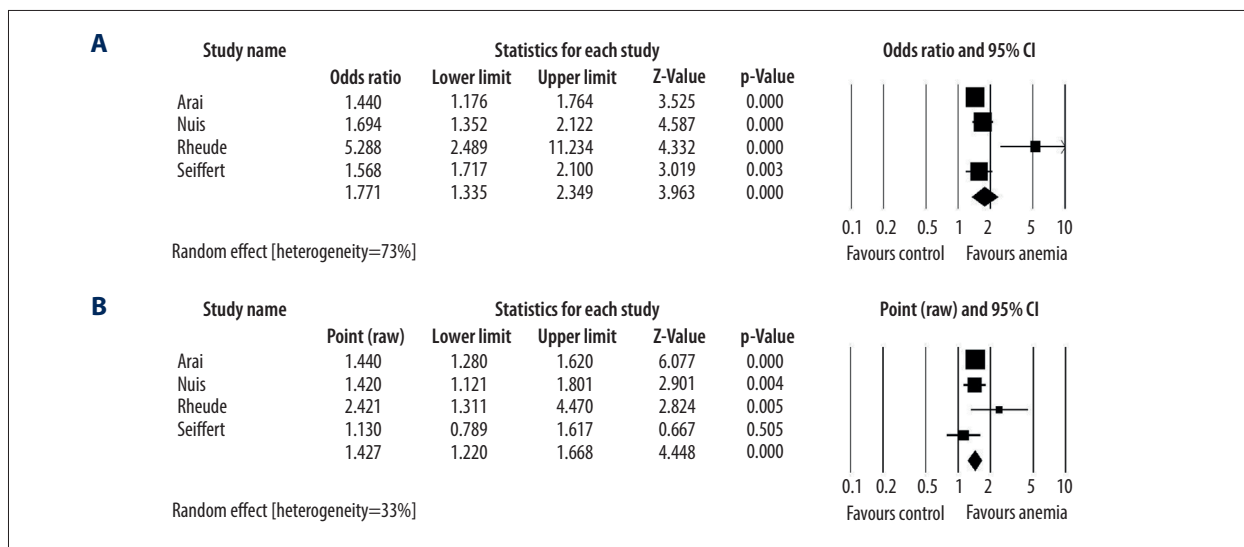 A
Study name Statistics for each study Odds ratio and 95% CI
Odds ratio Lower limit Upper limit Z-Value p-Value
Arai 1.440 1.176 1.764 3.525 0.000
Nuis 1.694 1.352 2.122 4.587 0.000
Rheude 5.288 2.489 11.234 4.332 0.000
Seiffert 1.568 1.717 2.100 3.019 0.003
1.771 1.335 2.349 3.963 0.000
0.1 0.2 0.5 1 2 5 10
Random effect [heterogeneity=73%] Favours control Favours anemia
B
Study name Statistics for each study Point (raw) and 95% CI
Point (raw) Lower limit Upper limit Z-Value p-Value
Arai 1.440 1.280 1.620 6.077 0.000
Nuis 1.420 1.121 1.801 2.901 0.004
Rheude 2.421 1.311 4.470 2.824 0.005
Seiffert 1.130 0.789 1.617 0.667 0.505
1.427 1.220 1.668 4.448 0.000
0.1 0.2 0.5 1 2 5 10
Random effect [heterogeneity=33%] Favours control Favours anemia